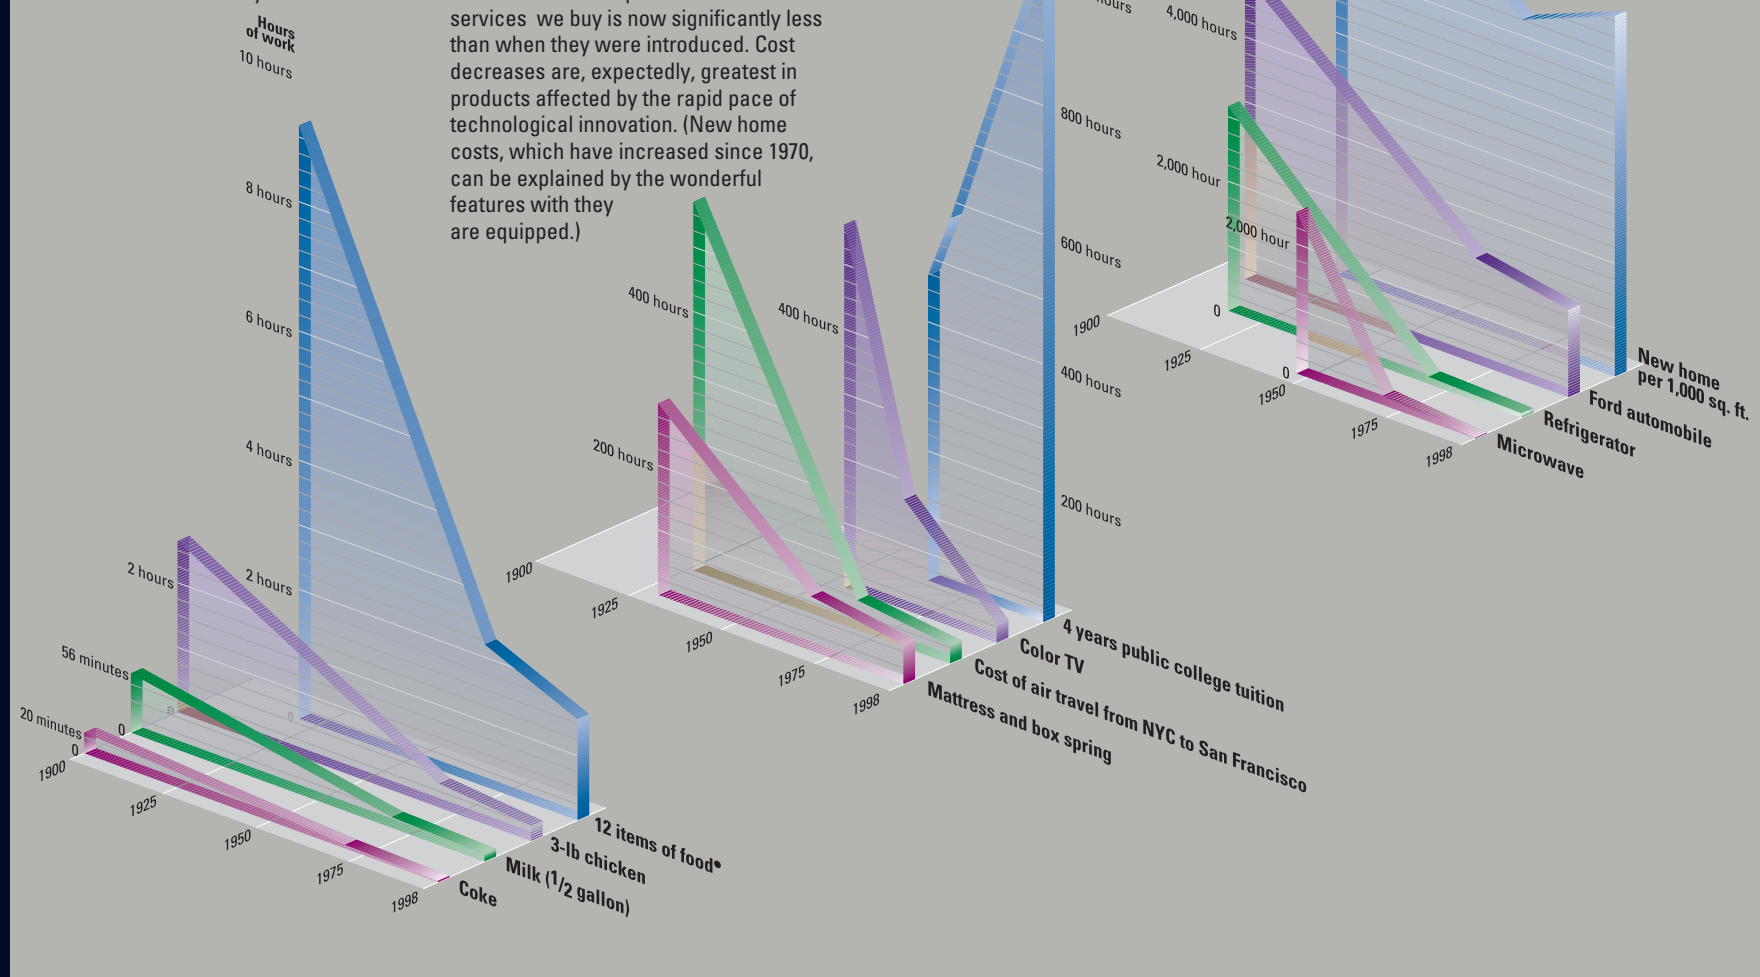 Hours
of work
10 hours
8 hours
6 hours
4 hours
2 hours
2 hours
56 minutes
20 minutes
0
0
0
0
1900
1925
1950
1975
1998
12 items of food•
3-lb chicken
Milk (1/2 gallon)
Coke
services we buy is now significantly less
than when they were introduced. Cost
decreases are, expectedly, greatest in
products affected by the rapid pace of
technological innovation. (New home
costs, which have increased since 1970,
can be explained by the wonderful
features with they
are equipped.)
400 hours
400 hours
200 hours
1900
1925
1950
1975
1998
800 hours
600 hours
400 hours
200 hours
4 years public college tuition
Color TV
Cost of air travel from NYC to San Francisco
Mattress and box spring
4,000 hours
2,000 hour
2,000 hour
0
0
1900
1925
1950
1975
1998
New home
per 1,000 sq. ft.
Ford automobile
Refrigerator
Microwave